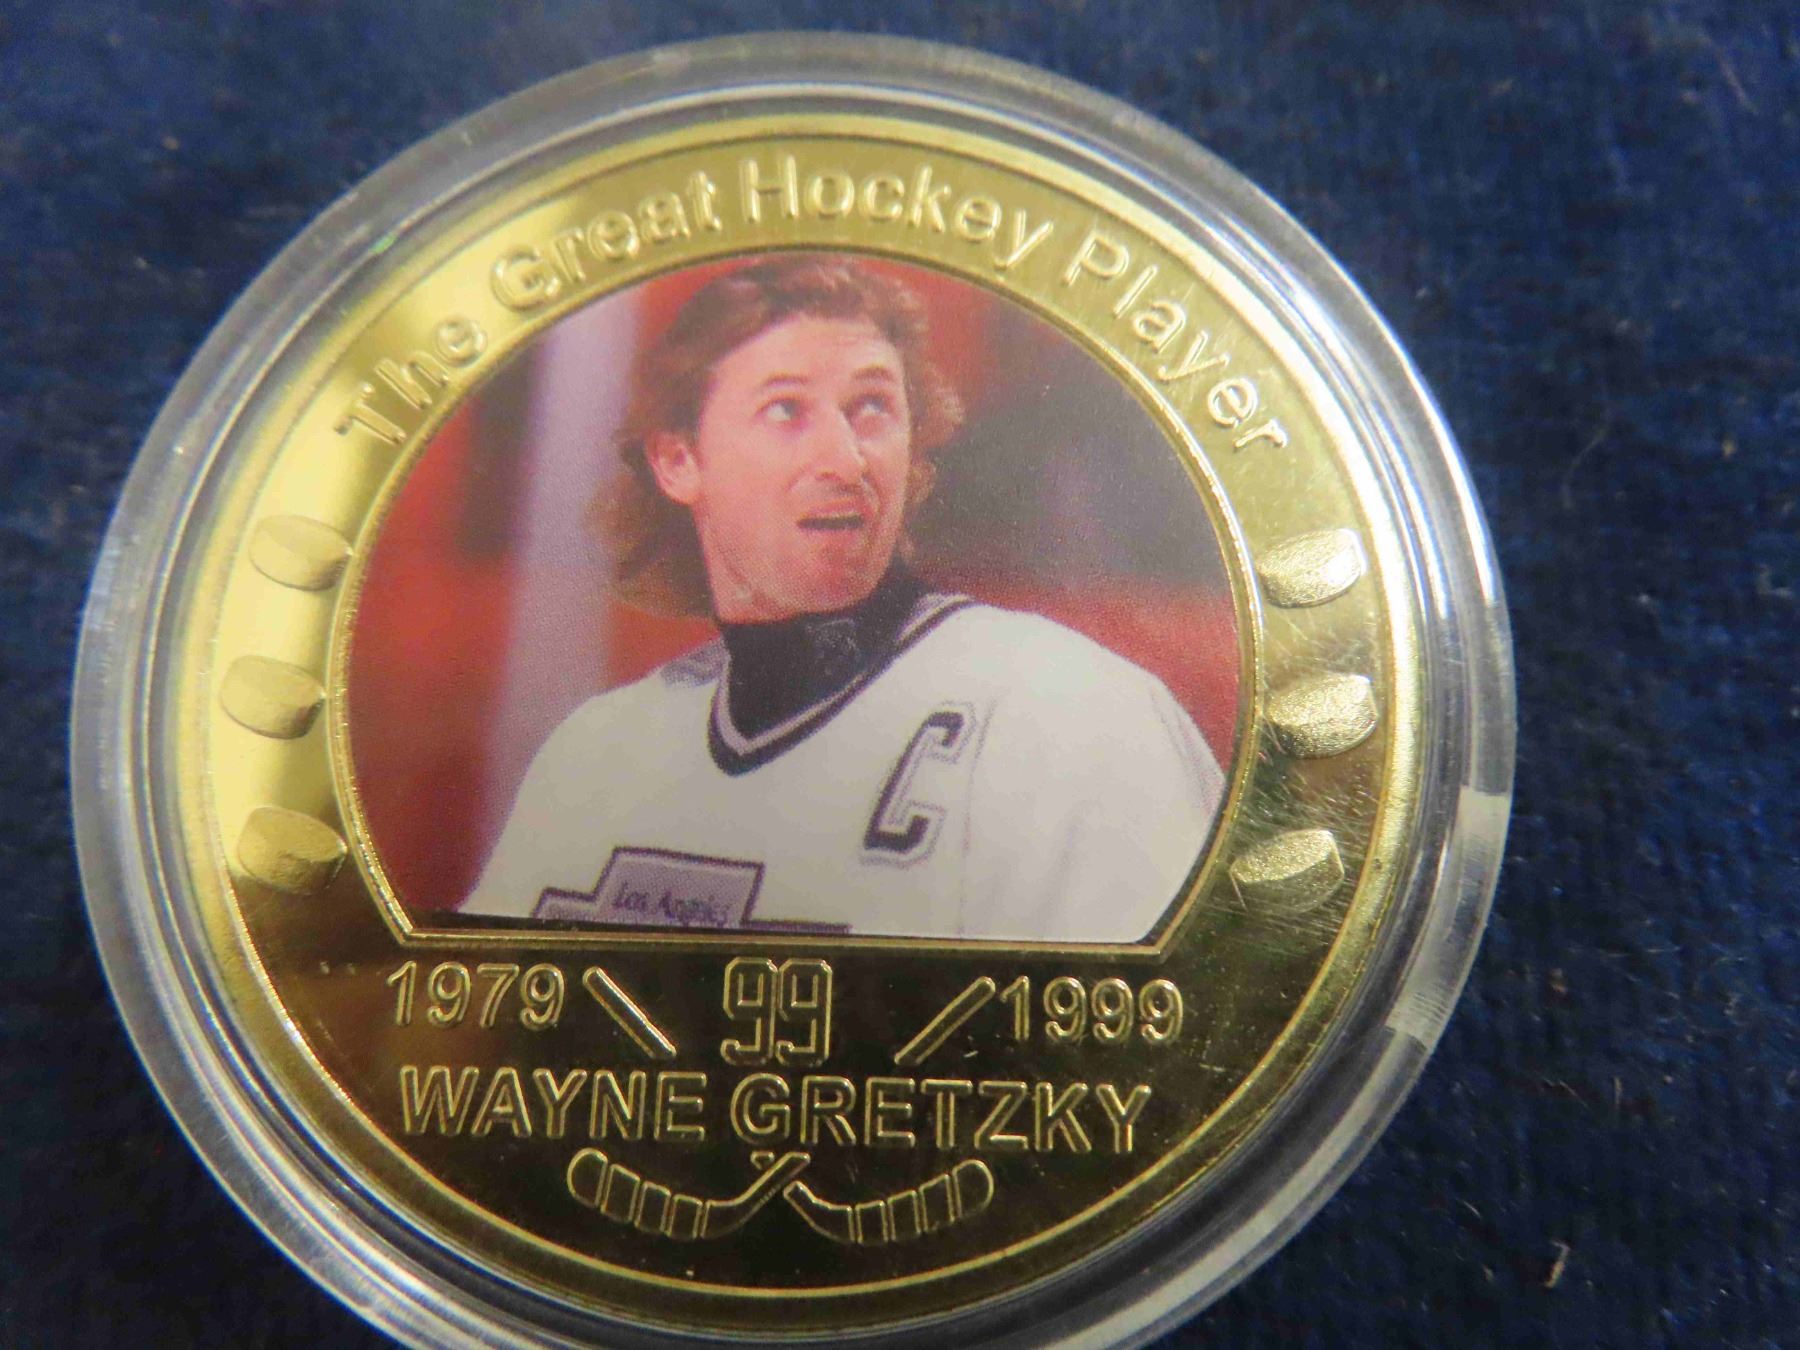 The Great Hockey Player
C
Los Angeles
1979 99 1999
WAYNE GRETZKY